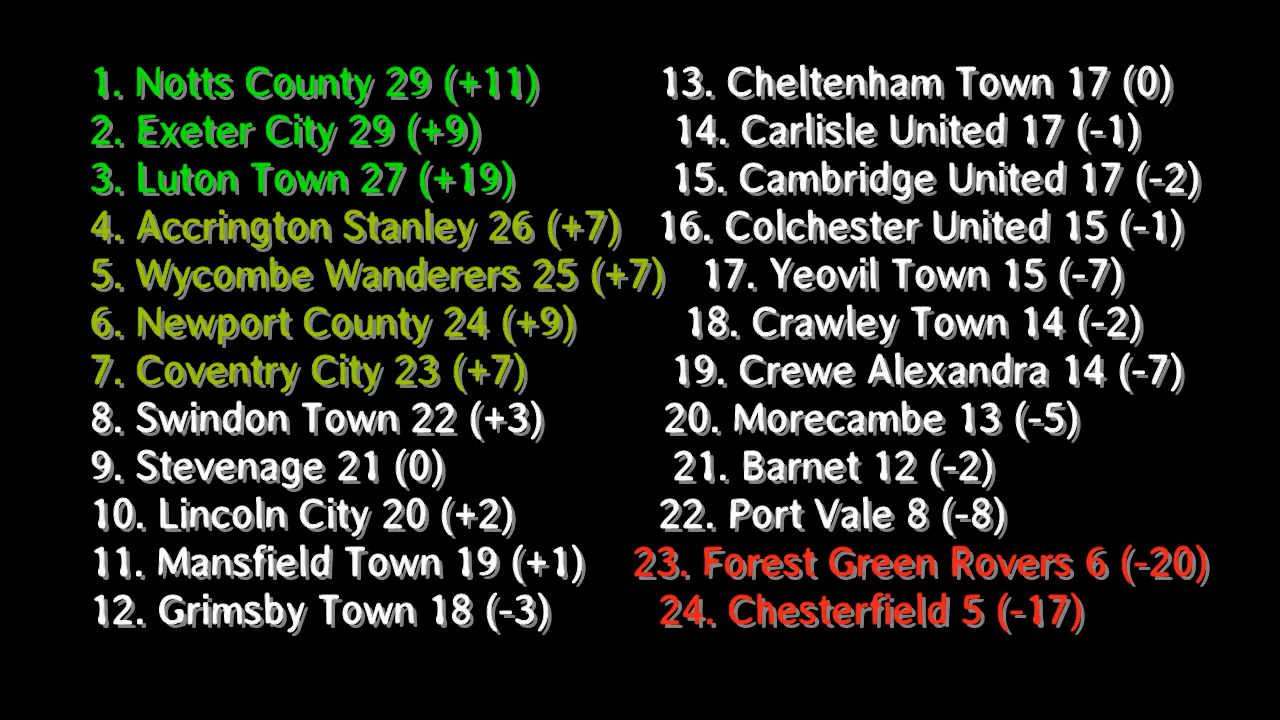 1. Notts County 29 (+11)
2. Exeter City 29 (+9)
3. Luton Town 27 (+19)
4. Accrington Stanley 26 (+7)
5. Wycombe Wanderers 25 (+7)
6. Newport County 24 (+9)
7. Coventry City 23 (+7)
8. Swindon Town 22 (+3)
9. Stevenage 21 (0)
10. Lincoln City 20 (+2)
11. Mansfield Town 19 (+1)
12. Grimsby Town 18 (-3)
13. Cheltenham Town 17 (0)
14. Carlisle United 17 (-1)
15. Cambridge United 17 (-2)
16. Colchester United 15 (-1)
17. Yeovil Town 15 (-7)
18. Crawley Town 14 (-2)
19. Crewe Alexandra 14 (-7)
20. Morecambe 13 (-5)
21. Barnet 12 (-2)
22. Port Vale 8 (-8)
23. Forest Green Rovers 6 (-20)
24. Chesterfield 5 (-17)